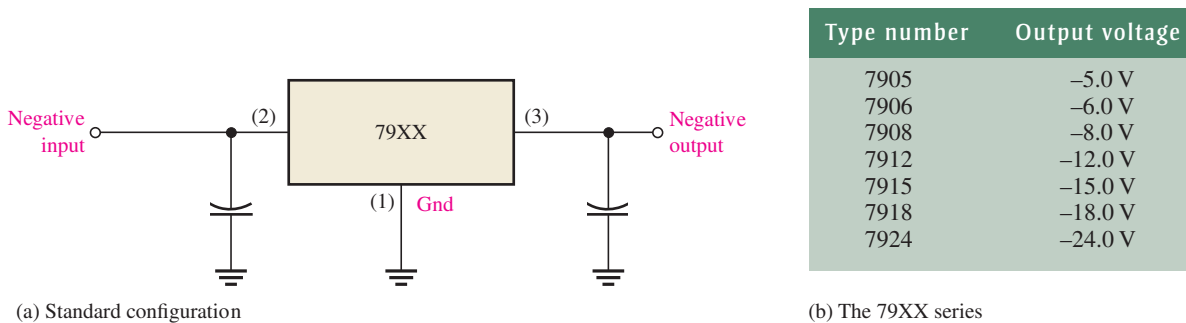 Negative
input
(2)
79XX
(3)
Negative
output
(1)
Gnd
(a) Standard configuration
Type number Output voltage
7905 –5.0 V
7906 –6.0 V
7908 –8.0 V
7912 –12.0 V
7915 –15.0 V
7918 –18.0 V
7924 –24.0 V
(b) The 79XX series